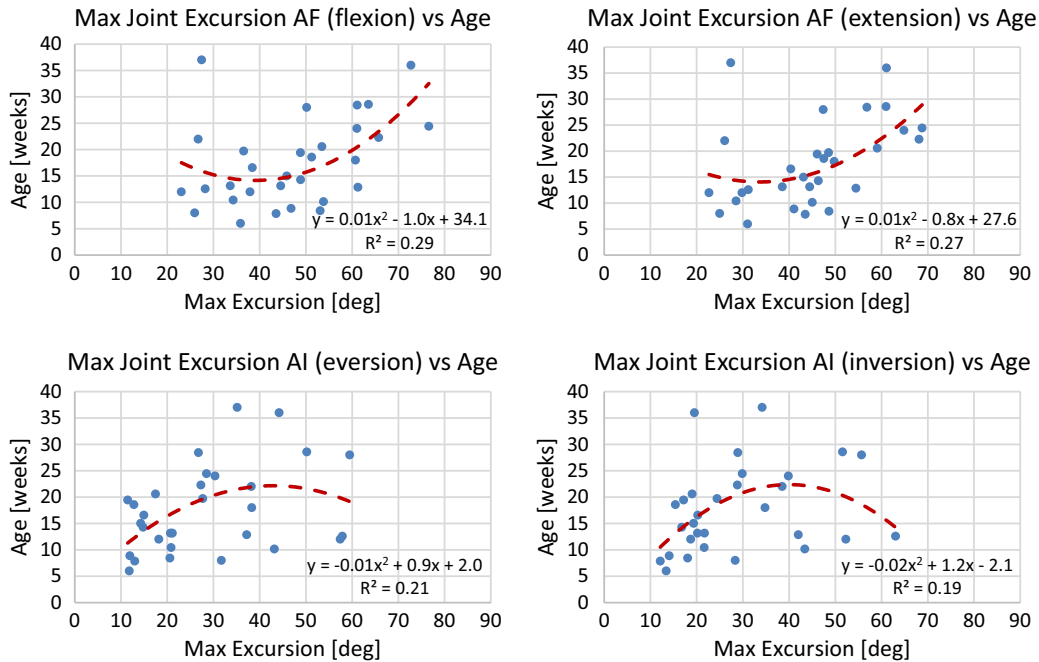 Max Joint Excursion AF (flexion) vs Age
40
35
30
25
20
15
10
5
0
Age [weeks]
y = 0.01x² - 1.0x + 34.1
R² = 0.29
0 10 20 30 40 50 60 70 80 90
Max Excursion [deg]
Max Joint Excursion AF (extension) vs Age
40
35
30
25
20
15
10
5
0
Age [weeks]
y = 0.01x² - 0.8x + 27.6
R² = 0.27
0 10 20 30 40 50 60 70 80 90
Max Excursion [deg]
Max Joint Excursion AI (eversion) vs Age
40
35
30
25
20
15
10
5
0
Age [weeks]
y = -0.01x² + 0.9x + 2.0
R² = 0.21
0 10 20 30 40 50 60 70 80 90
Max Excursion [deg]
Max Joint Excursion AI (inversion) vs Age
40
35
30
25
20
15
10
5
0
Age [weeks]
y = -0.02x² + 1.2x - 2.1
R² = 0.19
0 10 20 30 40 50 60 70 80 90
Max Excursion [deg]